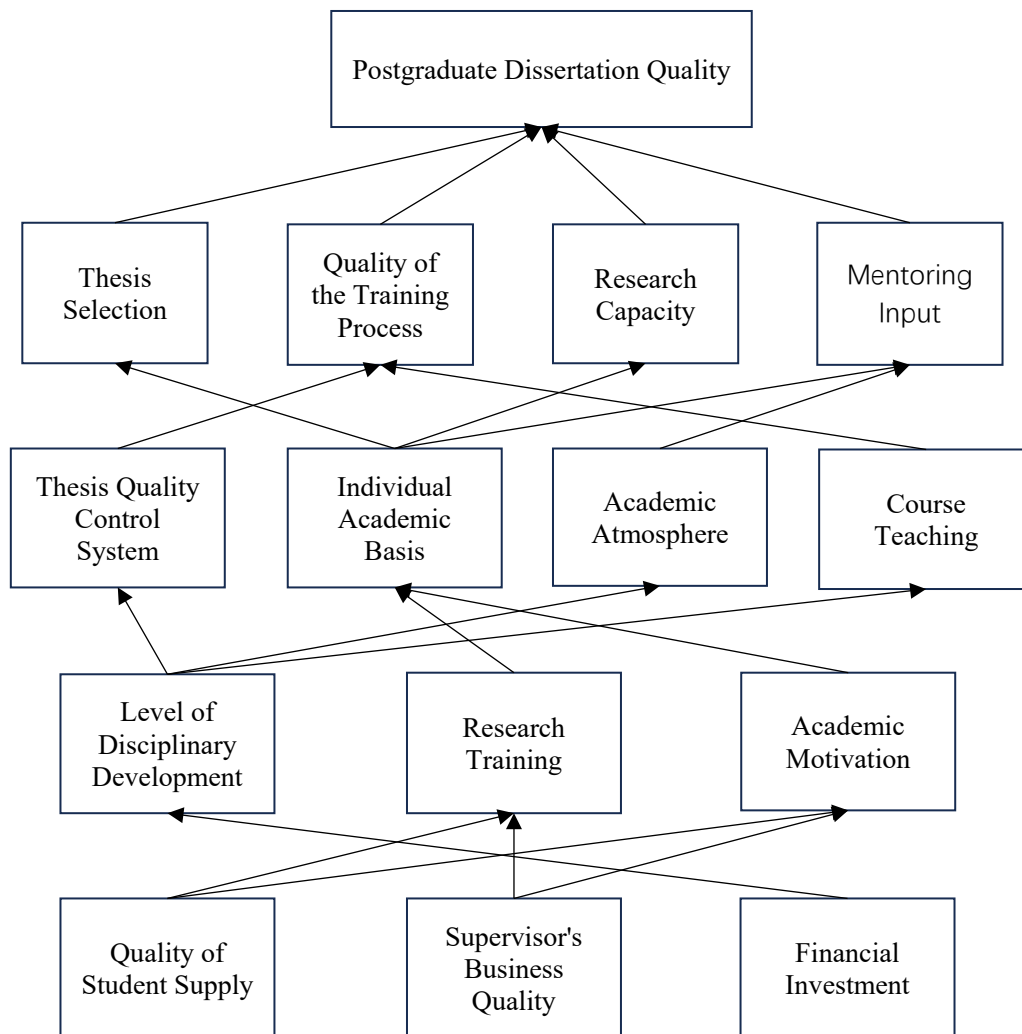 Postgraduate Dissertation Quality
Thesis
Selection
Quality of
the Training
Process
Research
Capacity
Mentoring
Input
Thesis Quality
Control
System
Individual
Academic
Basis
Academic
Atmosphere
Course
Teaching
Level of
Disciplinary
Development
Research
Training
Academic
Motivation
Quality of
Student Supply
Supervisor's
Business
Quality
Financial
Investment